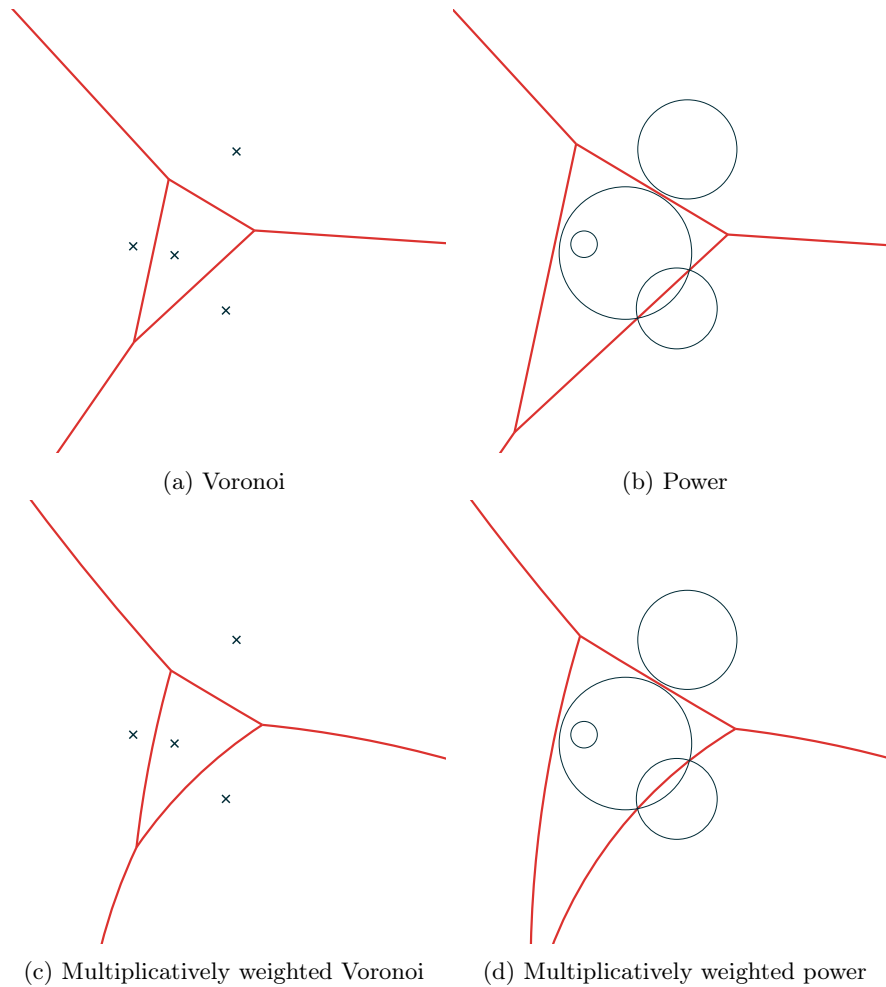 (a) Voronoi
(b) Power
(c) Multiplicatively weighted Voronoi
(d) Multiplicatively weighted power